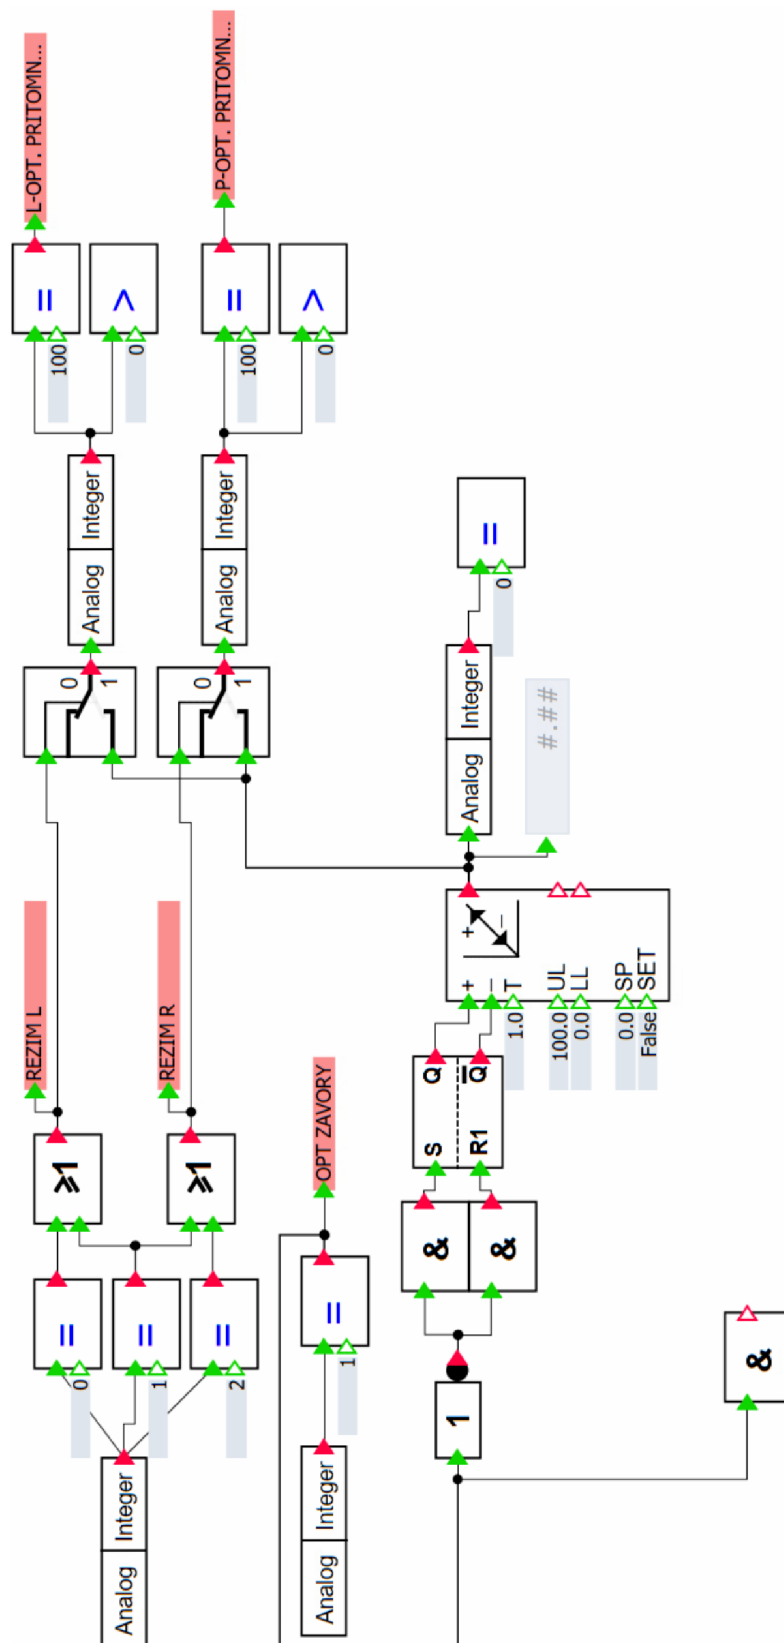 Analog Integer
=
0
=
1
=
2
≥1
REZIM L
≥1
REZIM R
0
1
Analog Integer
=
100
>
0
L-OPT. PRITOMN...
0
1
Analog Integer
=
100
>
0
P-OPT. PRITOMN...
Analog Integer
=
1
OPT ZAVORY
1
&
&
S Q
R1 Q̅
+
−
T
1.0
UL
100.0
LL
0.0
SP
0.0
SET
False
+
−
Analog Integer
=
0
#.##
&